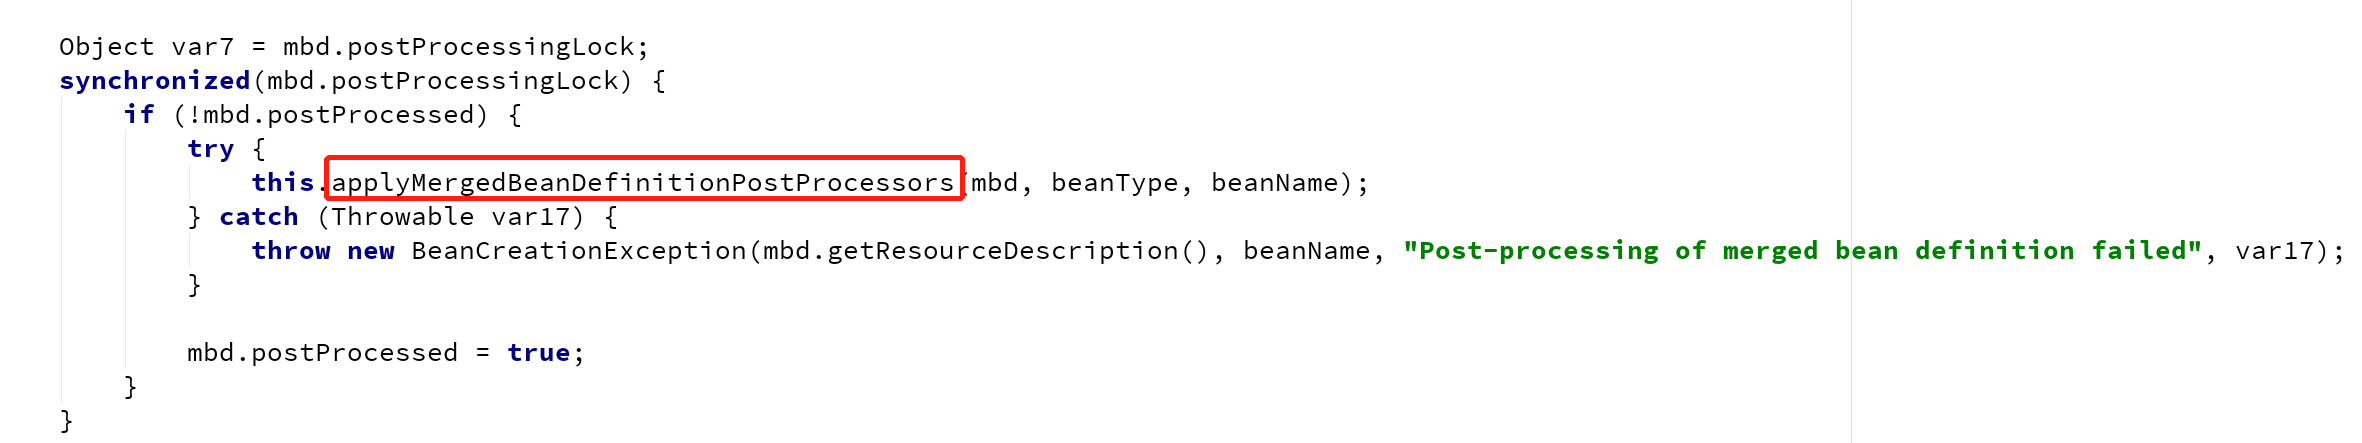 Object var7 = mbd.postProcessingLock;
synchronized(mbd.postProcessingLock) {
if (!mbd.postProcessed) {
try {
this.applyMergedBeanDefinitionPostProcessors(mbd, beanType, beanName);
} catch (Throwable var17) {
throw new BeanCreationException(mbd.getResourceDescription(), beanName, "Post-processing of merged bean definition failed", var17);
}
mbd.postProcessed = true;
}
}